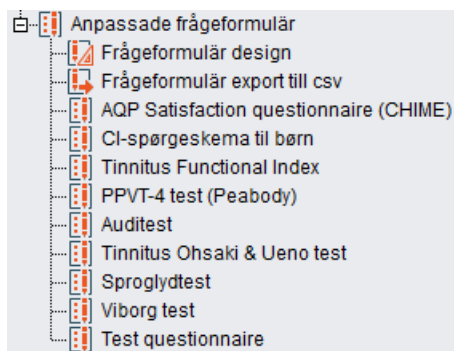 Anpassade frågeformulär
Frågeformulär design
Frågeformulär export till csv
AQP Satisfaction questionnaire (CHIME)
CI-spørgeskema til børn
Tinnitus Functional Index
PPVT-4 test (Peabody)
Auditest
Tinnitus Ohsaki & Ueno test
Sproglydtest
Viborg test
Test questionnaire